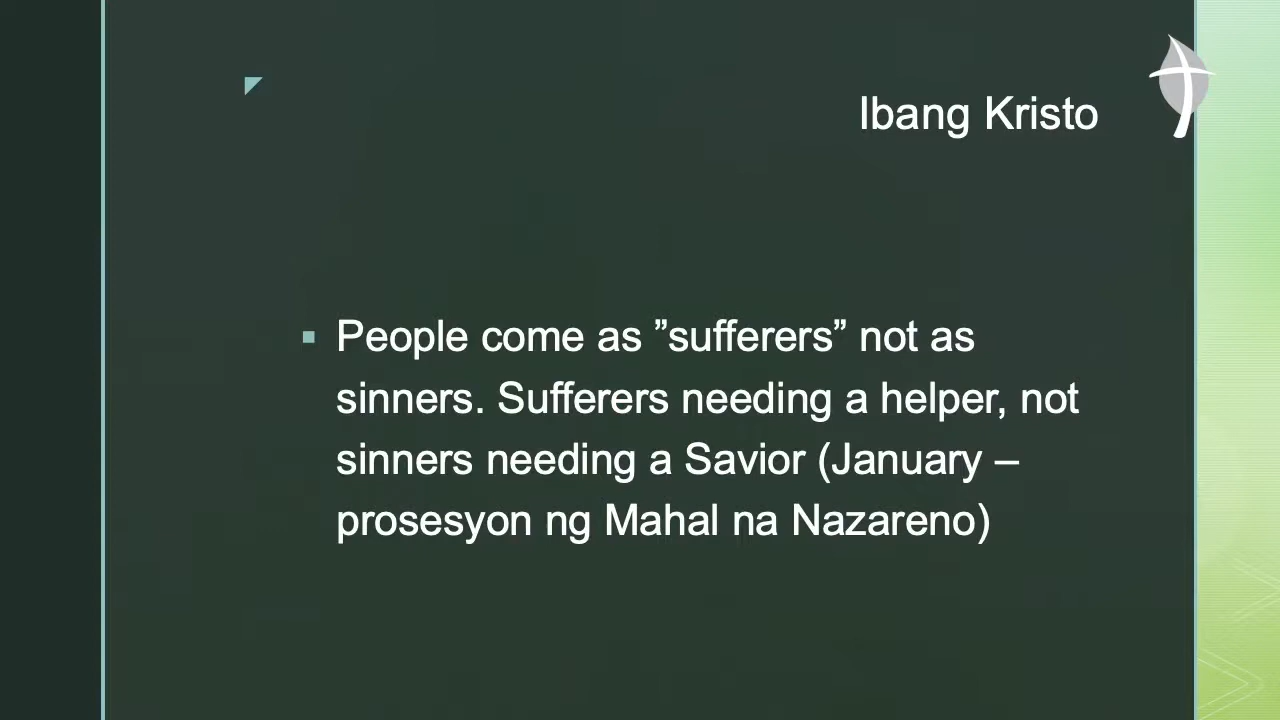 Ibang Kristo
People come as ”sufferers” not as
sinners. Sufferers needing a helper, not
sinners needing a Savior (January –
prosesyon ng Mahal na Nazareno)